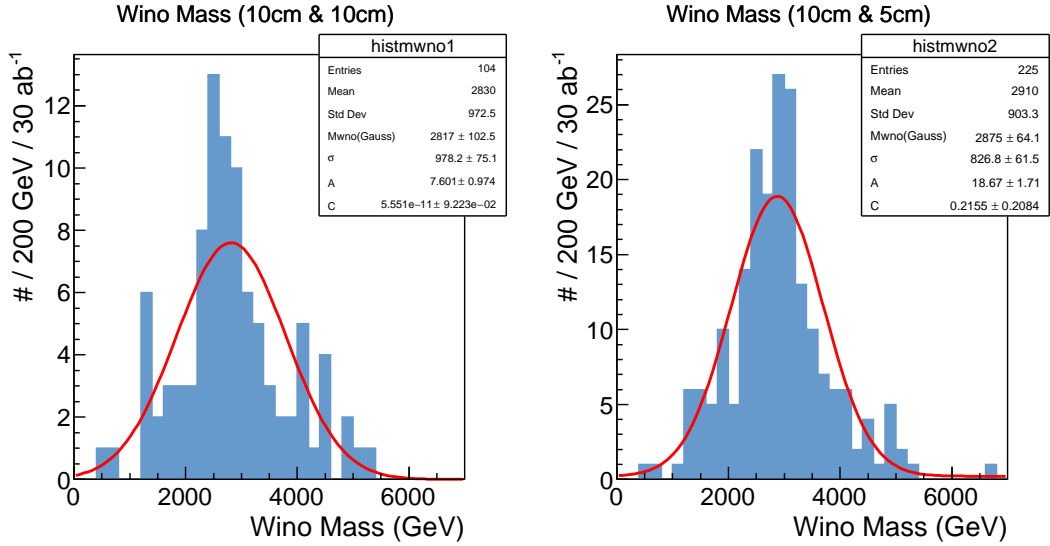 Wino Mass (10cm & 10cm)
histmwno1
Entries 104
Mean 2830
Std Dev 972.5
Mwno(Gauss) 2817 ± 102.5
σ 978.2 ± 75.1
A 7.601± 0.974
C 5.551e−11± 9.223e−02
# / 200 GeV / 30 ab-1
12
10
8
6
4
2
0
0 2000 4000 6000
Wino Mass (GeV)
Wino Mass (10cm & 5cm)
histmwno2
Entries 225
Mean 2910
Std Dev 903.3
Mwno(Gauss) 2875 ± 64.1
σ 826.8 ± 61.5
A 18.67 ± 1.71
C 0.2155 ± 0.2084
# / 200 GeV / 30 ab-1
25
20
15
10
5
0
0 2000 4000 6000
Wino Mass (GeV)